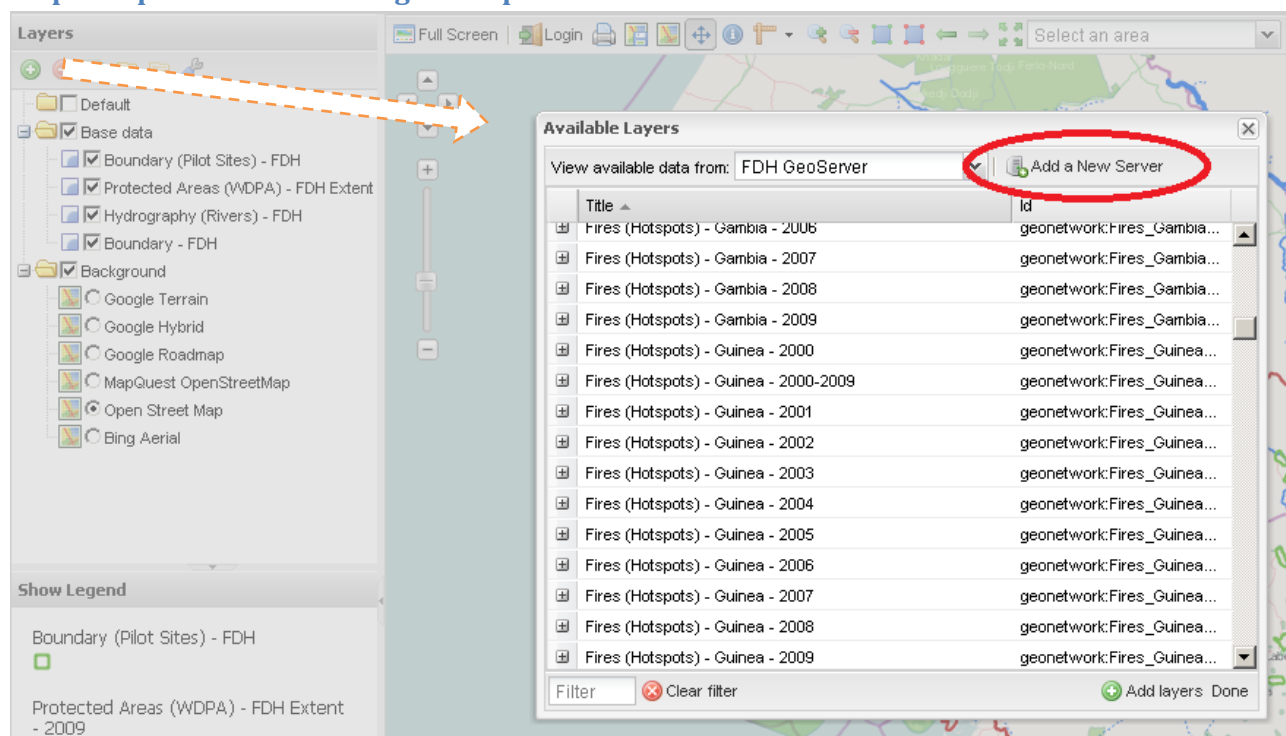 Layers
Full Screen
Login
Select an area
Default
Base data
Boundary (Pilot Sites) - FDH
Protected Areas (WDPA) - FDH Extent
Hydrography (Rivers) - FDH
Boundary - FDH
Background
Google Terrain
Google Hybrid
Google Roadmap
MapQuest OpenStreetMap
Open Street Map
Bing Aerial
Show Legend
Boundary (Pilot Sites) - FDH
Protected Areas (WDPA) - FDH Extent
- 2009
Available Layers
View available data from: FDH GeoServer Add a New Server
Title Id
Fires (Hotspots) - Gambia - 2006 geonetwork:Fires_Gambia...
Fires (Hotspots) - Gambia - 2007 geonetwork:Fires_Gambia...
Fires (Hotspots) - Gambia - 2008 geonetwork:Fires_Gambia...
Fires (Hotspots) - Gambia - 2009 geonetwork:Fires_Gambia...
Fires (Hotspots) - Guinea - 2000 geonetwork:Fires_Guinea...
Fires (Hotspots) - Guinea - 2000-2009 geonetwork:Fires_Guinea...
Fires (Hotspots) - Guinea - 2001 geonetwork:Fires_Guinea...
Fires (Hotspots) - Guinea - 2002 geonetwork:Fires_Guinea...
Fires (Hotspots) - Guinea - 2003 geonetwork:Fires_Guinea...
Fires (Hotspots) - Guinea - 2004 geonetwork:Fires_Guinea...
Fires (Hotspots) - Guinea - 2005 geonetwork:Fires_Guinea...
Fires (Hotspots) - Guinea - 2006 geonetwork:Fires_Guinea...
Fires (Hotspots) - Guinea - 2007 geonetwork:Fires_Guinea...
Fires (Hotspots) - Guinea - 2008 geonetwork:Fires_Guinea...
Fires (Hotspots) - Guinea - 2009 geonetwork:Fires_Guinea...
Filter Clear filter Add layers Done